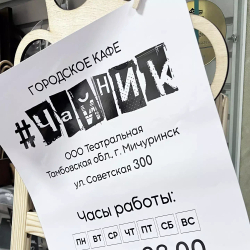 ГОРОДСКОЕ КАФЕ
#ЧайНИК
ООО Театральная
Тамбовская обл., г. Мичуринск
ул. Советская 300
Часы работы:
ПН ВТ СР ЧТ ПТ СБ ВС